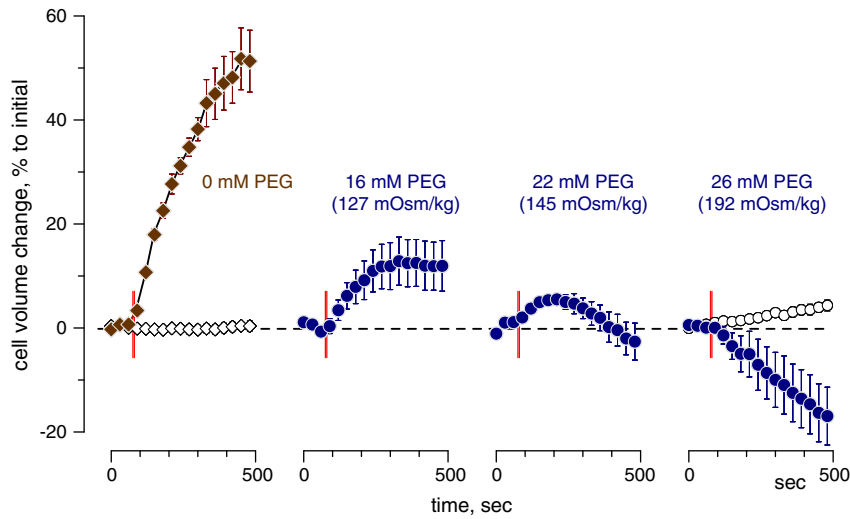 60
40
20
0
-20
cell volume change, % to initial
0 mM PEG
16 mM PEG
(127 mOsm/kg)
22 mM PEG
(145 mOsm/kg)
26 mM PEG
(192 mOsm/kg)
0 500 0 500 0 500 0 500
sec
time, sec